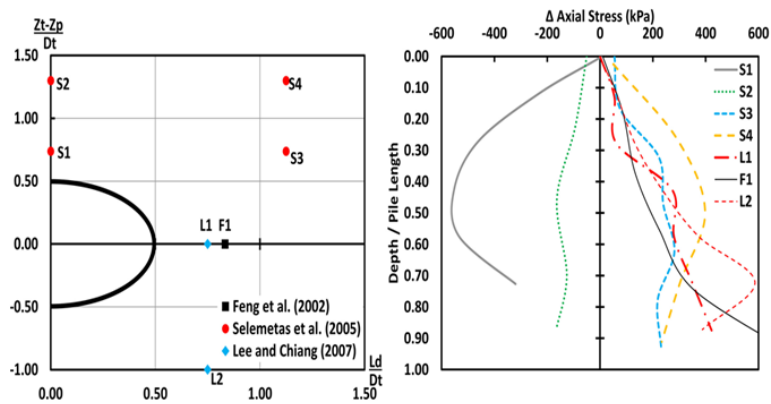 Zt-Zp
Dt
1.50
1.00
0.50
0.00
-0.50
-1.00
S2
S4
S1
S3
L1 F1
L2
Feng et al. (2002)
Selemetas et al. (2005)
Lee and Chiang (2007)
Ld
Dt
0.00 0.50 1.00 1.50
Δ Axial Stress (kPa)
-600 -400 -200 0 200 400 600
Depth / Pile Length
0.00
0.10
0.20
0.30
0.40
0.50
0.60
0.70
0.80
0.90
1.00
S1
S2
S3
S4
L1
F1
L2